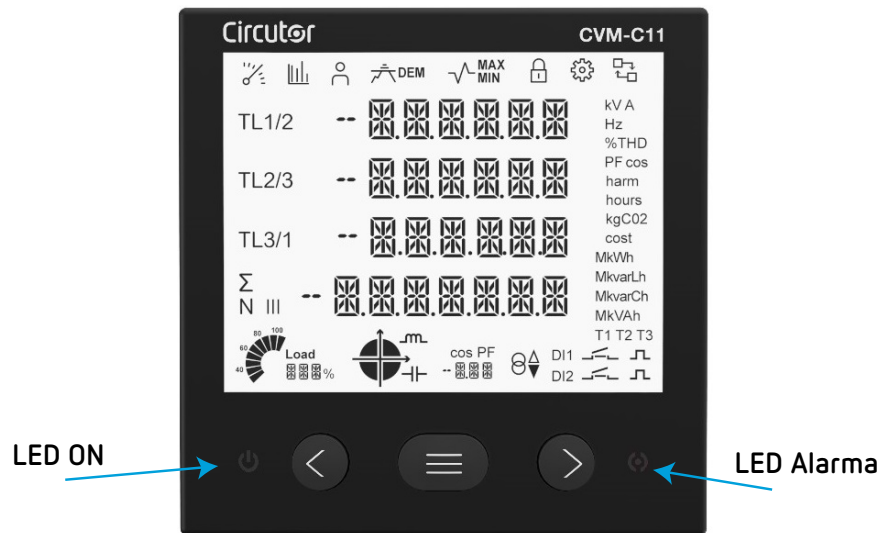 Circutor CVM-C11
DEM MAX MIN
TL1/2 --
kV A
Hz
%THD
TL2/3 --
PF cos
harm
hours
TL3/1 --
kgC02
cost
MkWh
Σ
N III --
MkvarLh
MkvarCh
MkVAh
T1 T2 T3
40 60 80 100
Load
%
cos PF
--
DI1
DI2
LED ON
LED Alarma